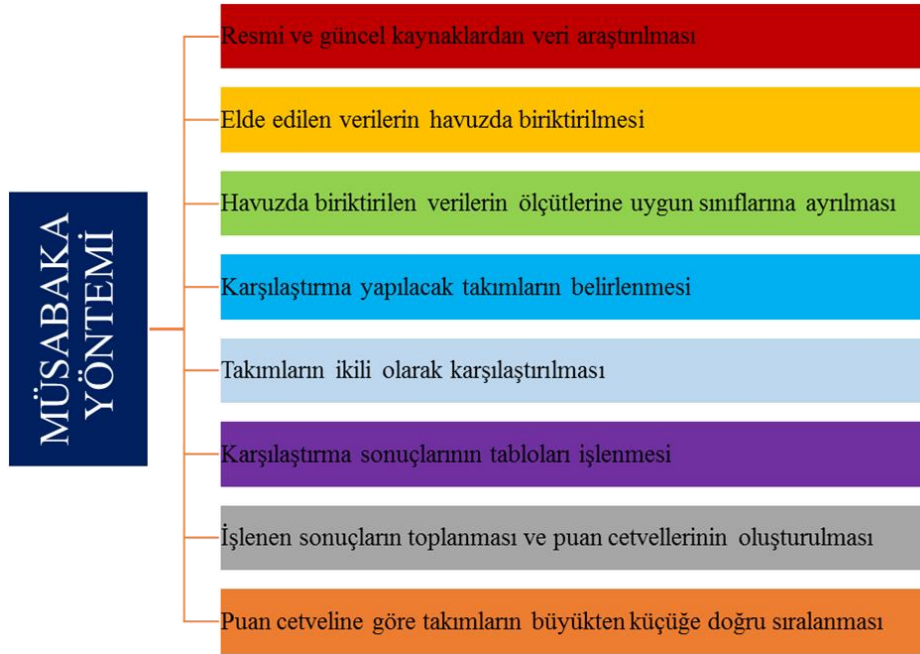 MÜSABAKA
YÖNTEMİ
Resmi ve güncel kaynaklardan veri araştırılması
Elde edilen verilerin havuzda biriktirilmesi
Havuzda biriktirilen verilerin ölçütlerine uygun sınıflarına ayrılması
Karşılaştırma yapılacak takımların belirlenmesi
Takımların ikili olarak karşılaştırılması
Karşılaştırma sonuçlarının tabloları işlenmesi
İşlenen sonuçların toplanması ve puan cetvellerinin oluşturulması
Puan cetveline göre takımların büyükten küçüğe doğru sıralanması